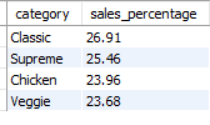 category sales_percentage
Classic 26.91
Supreme 25.46
Chicken 23.96
Veggie 23.68